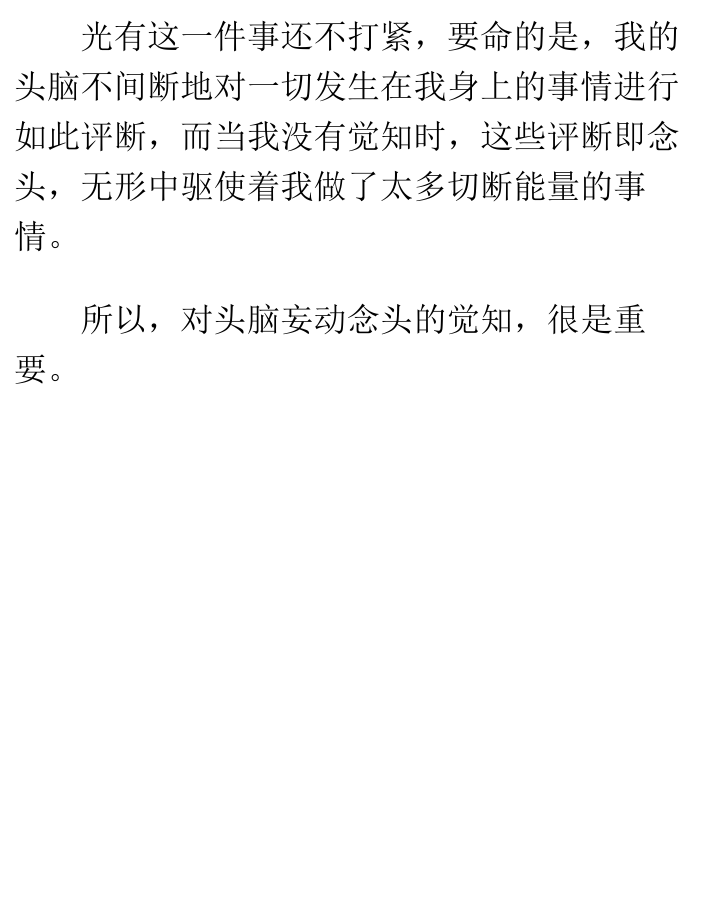 光有这一件事还不打紧，要命的是，我的
头脑不间断地对一切发生在我身上的事情进行
如此评断，而当我没有觉知时，这些评断即念
头，无形中驱使着我做了太多切断能量的事
情。
所以，对头脑妄动念头的觉知，很是重
要。